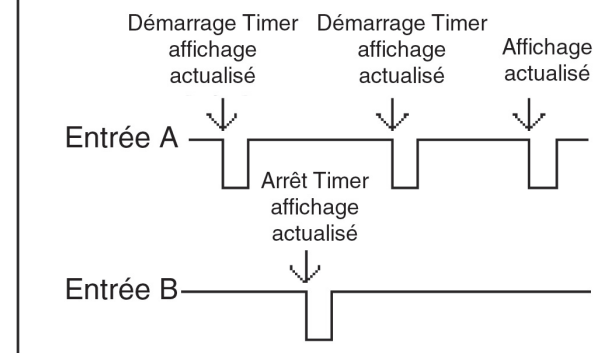 Démarrage Timer
affichage
actualisé
Démarrage Timer
affichage
actualisé
Affichage
actualisé
Entrée A
Arrêt Timer
affichage
actualisé
Entrée B